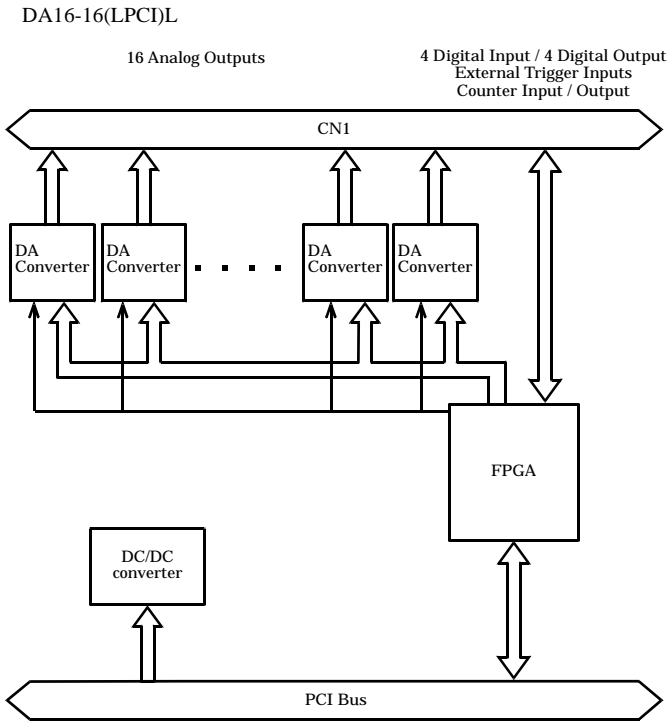 DA16-16(LPCI)L
16 Analog Outputs
4 Digital Input / 4 Digital Output
External Trigger Inputs
Counter Input / Output
CN1
DA
Converter
DA
Converter
DA
Converter
DA
Converter
FPGA
DC/DC
converter
PCI Bus